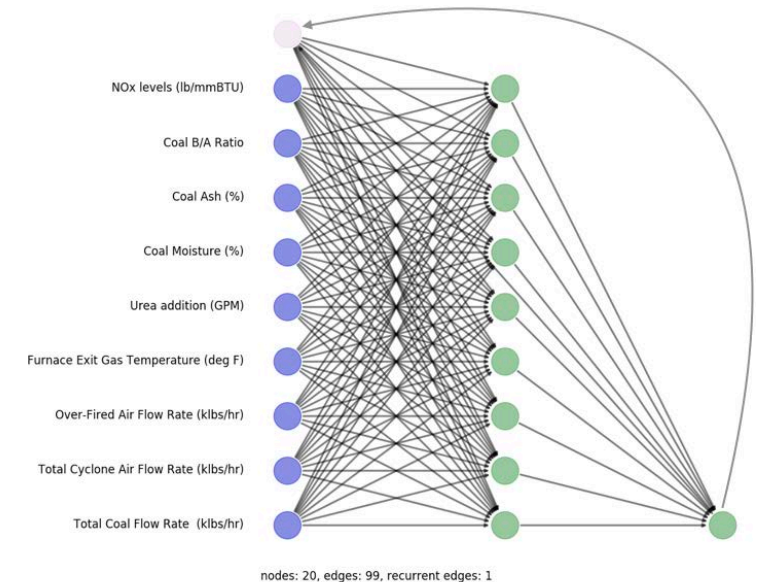 NOx levels (lb/mmBTU)
Coal B/A Ratio
Coal Ash (%)
Coal Moisture (%)
Urea addition (GPM)
Furnace Exit Gas Temperature (deg F)
Over-Fired Air Flow Rate (klbs/hr)
Total Cyclone Air Flow Rate (klbs/hr)
Total Coal Flow Rate  (klbs/hr)
nodes: 20, edges: 99, recurrent edges: 1